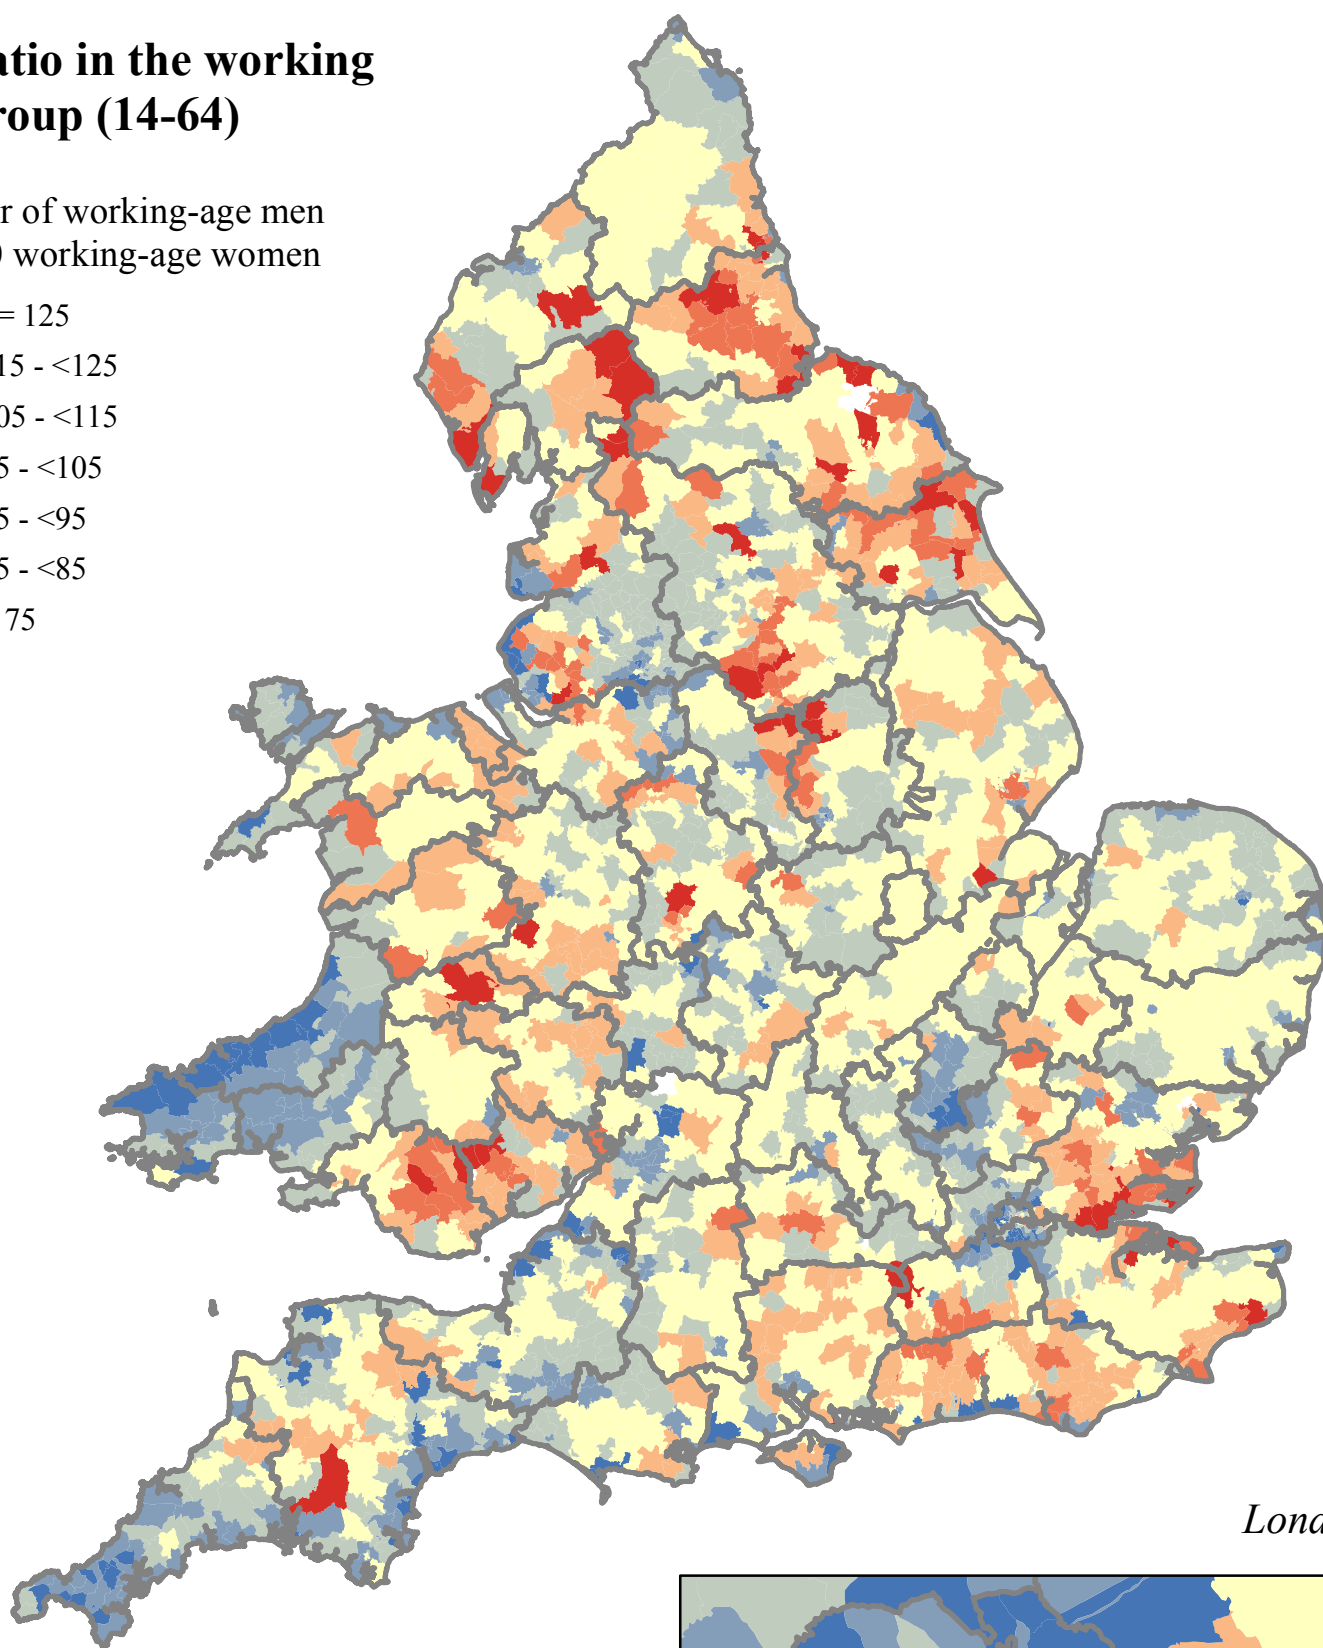 atio in the working
roup (14-64)
r of working-age men
0 working-age women
= 125
15 - <125
05 - <115
5 - <105
5 - <95
5 - <85
75
Lond